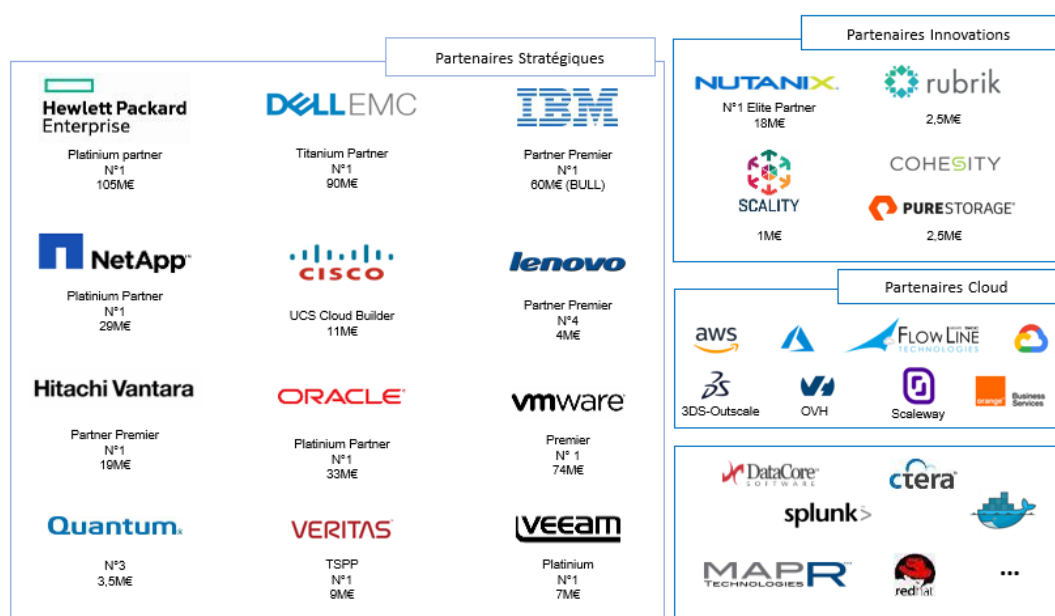 Partenaires Stratégiques
Hewlett Packard
Enterprise
Platinium partner
N°1
105M€
DELLEMC
Titanium Partner
N°1
90M€
IBM
Partner Premier
N°1
60M€ (BULL)
NetApp
Platinium Partner
N°1
29M€
CISCO
UCS Cloud Builder
11M€
lenovo
Partner Premier
N°4
4M€
Hitachi Vantara
Partner Premier
N°1
19M€
ORACLE
Platinium Partner
N°1
33M€
vmware
Premier
N° 1
74M€
Quantum
N°3
3,5M€
VERITAS
TSPP
N°1
9M€
veeam
Platinium
N°1
7M€
Partenaires Innovations
NUTANIX
N°1 Elite Partner
18M€
rubrik
2,5M€
SCALITY
1M€
COHESITY
PURESTORAGE
2,5M€
Partenaires Cloud
aws
FLOWLINE
TECHNOLOGIES
3DS-Outscale
OVH
Scaleway
orange
Business
Services
DataCore
SOFTWARE
ctera
splunk>
MAPR
TECHNOLOGIES
redhat
...